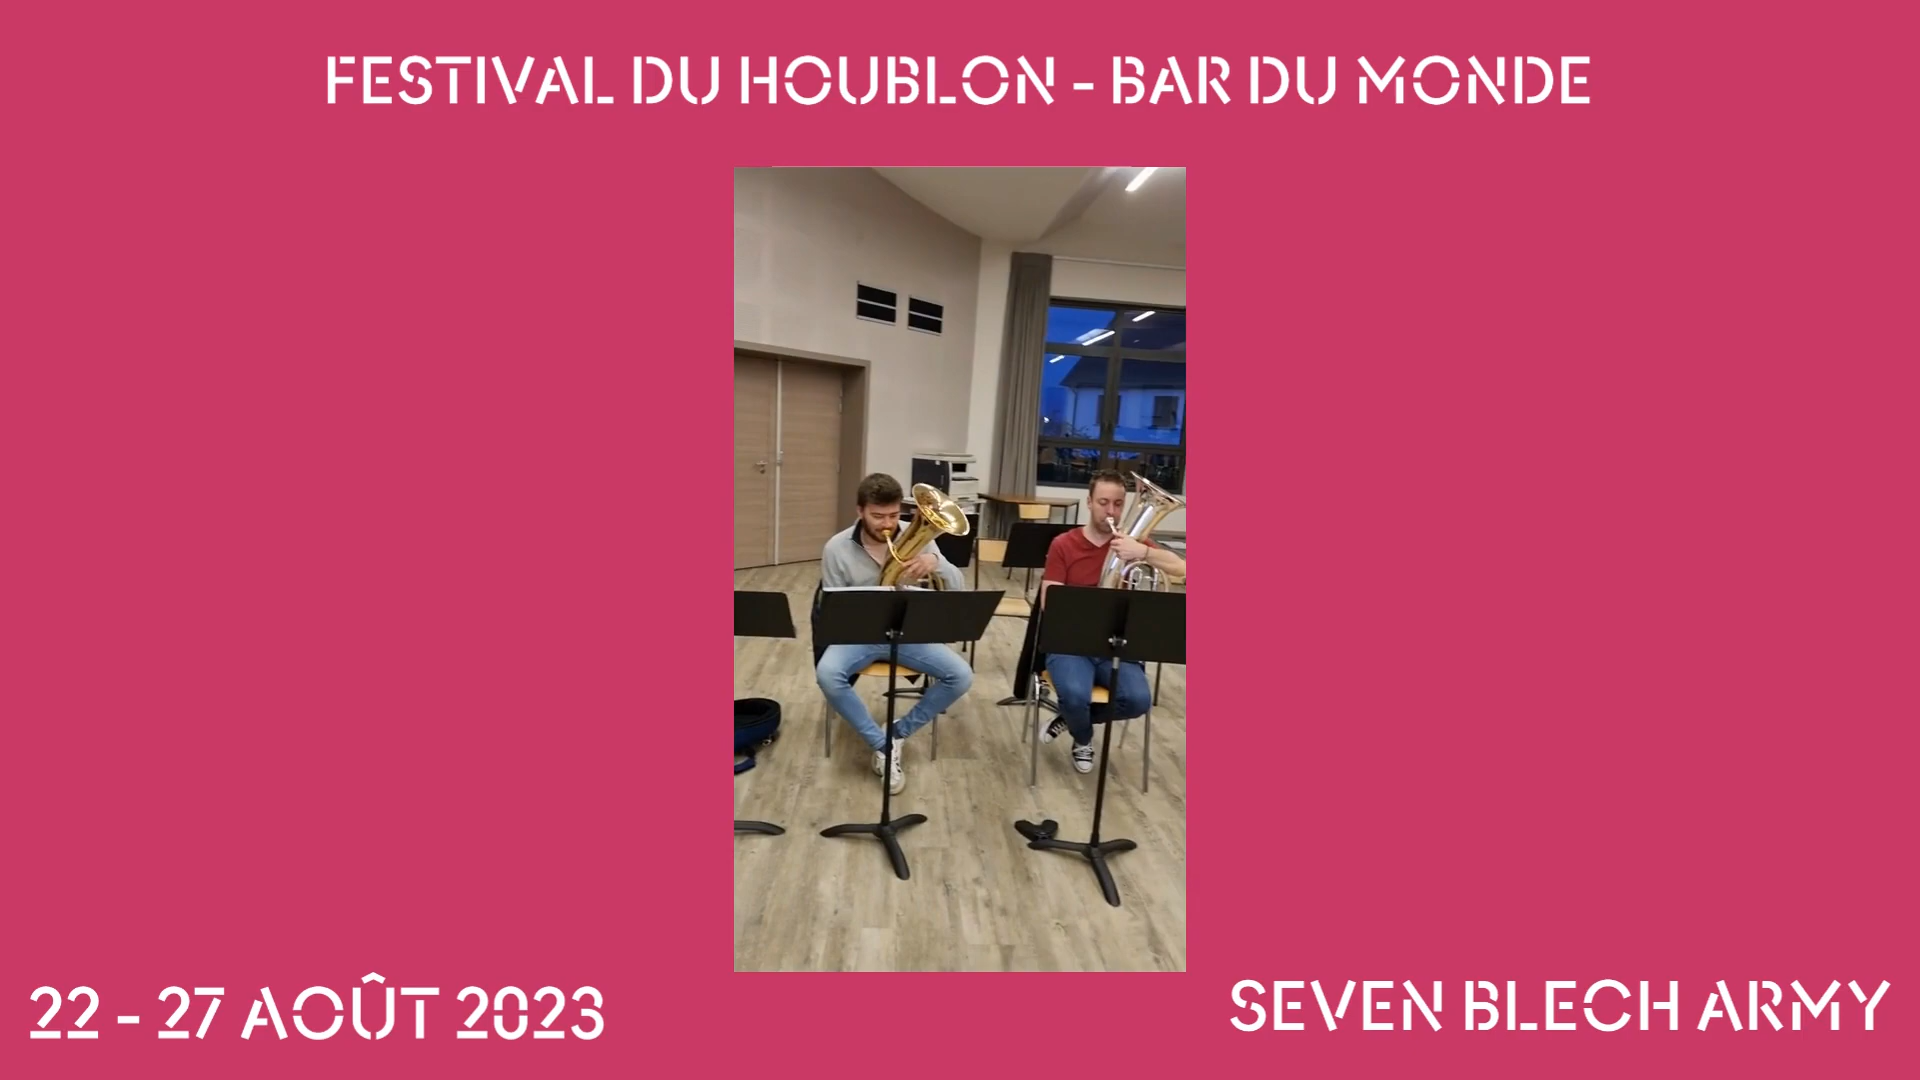 FESTIVAL DU HOUBLON - BAR DU MONDE
22 - 27 AOÛT 2023
SEVEN BLECH ARMY